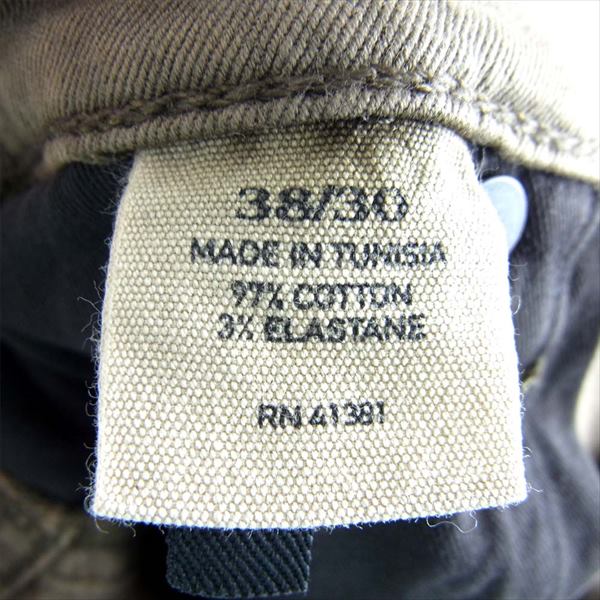 38/30
MADE IN TUNISIA
97% COTTON
3% ELASTANE
RN 41381